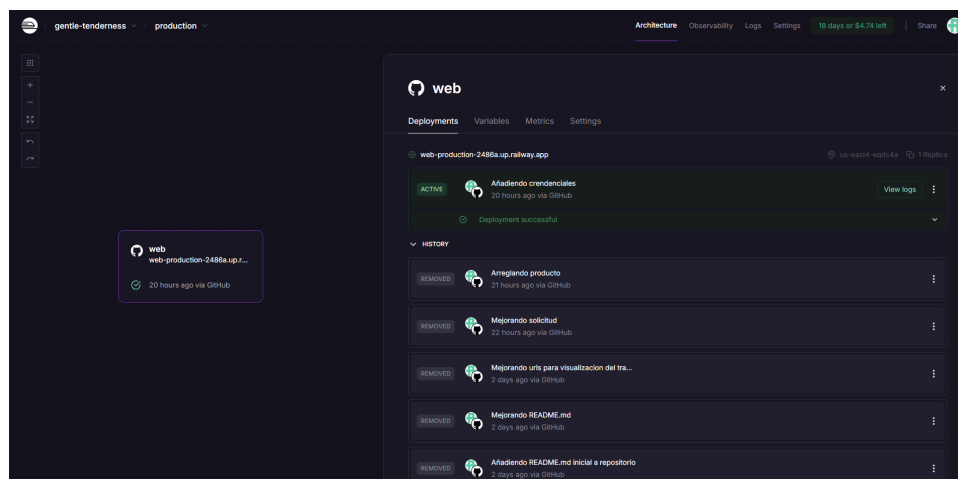 gentle-tenderness / production
Architecture Observability Logs Settings 18 days or $4.74 left Share
web
Deployments Variables Metrics Settings
web-production-2486a.up.railway.app us-east4-eqdc4a 1 Replica
ACTIVE
Añadiendo crendenciales
20 hours ago via GitHub
View logs
Deployment successful
HISTORY
REMOVED
Arreglando producto
21 hours ago via GitHub
REMOVED
Mejorando solicitud
22 hours ago via GitHub
REMOVED
Mejorando urls para visualizacion del tra...
2 days ago via GitHub
REMOVED
Mejorando README.md
2 days ago via GitHub
REMOVED
Añadiendo README.md inicial a repositorio
2 days ago via GitHub
web
web-production-2486a.up.r...
20 hours ago via GitHub